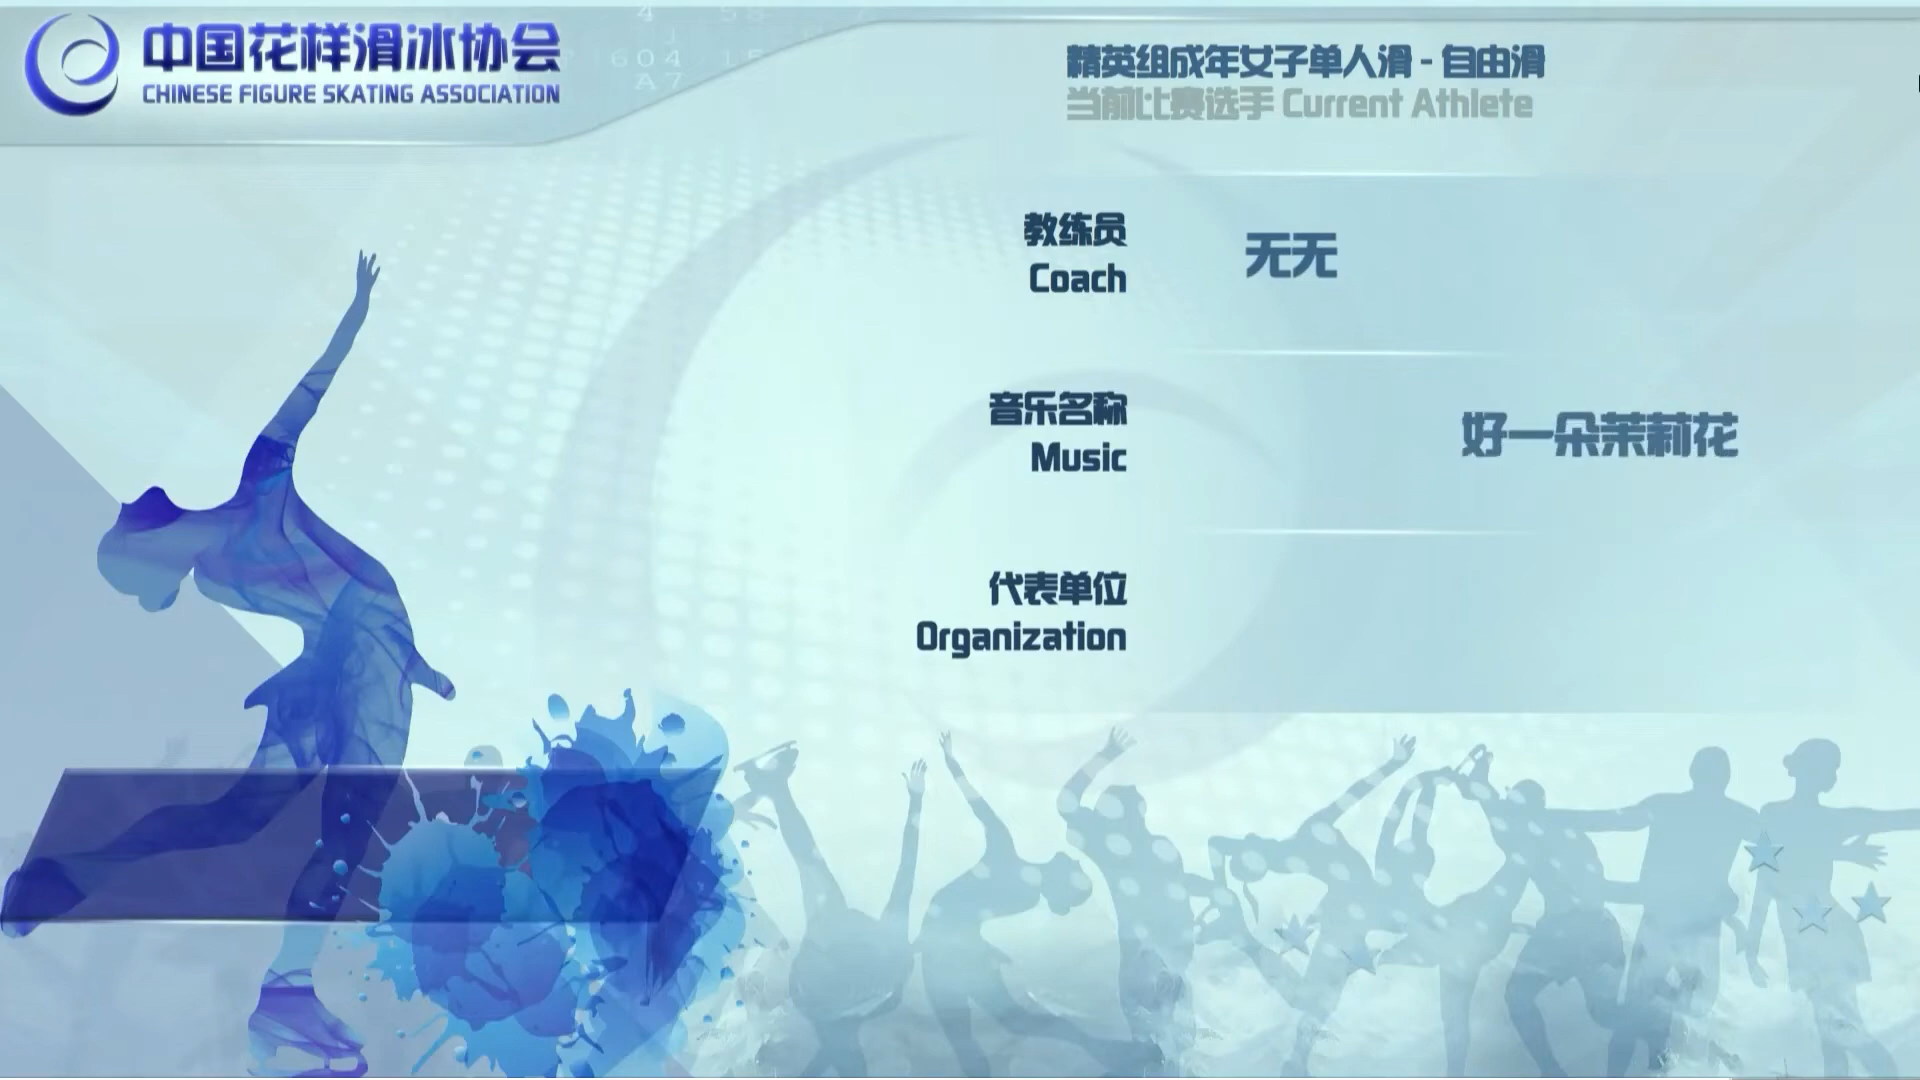 中国花样滑冰协会
CHINESE FIGURE SKATING ASSOCIATION
精英组成年女子单人滑 - 自由滑
当前比赛选手 Current Athlete
教练员
Coach
无无
音乐名称
Music
好一朵茉莉花
代表单位
Organization